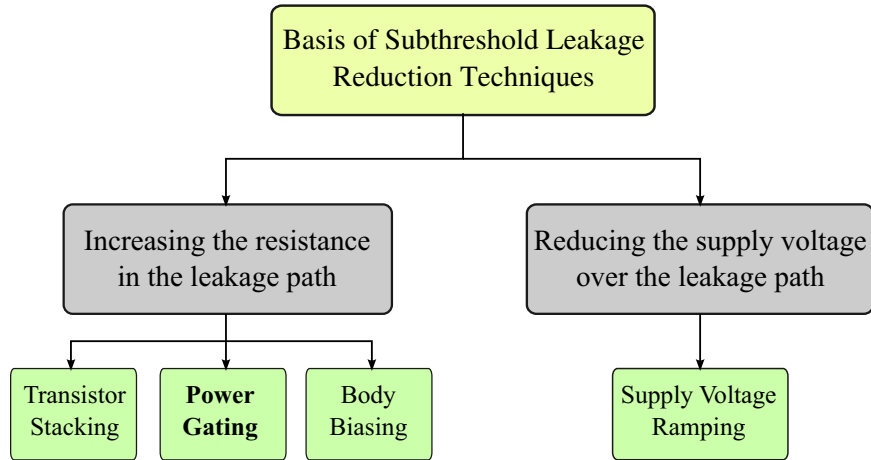 Basis of Subthreshold Leakage
Reduction Techniques
Increasing the resistance
in the leakage path
Reducing the supply voltage
over the leakage path
Transistor
Stacking
Power
Gating
Body
Biasing
Supply Voltage
Ramping